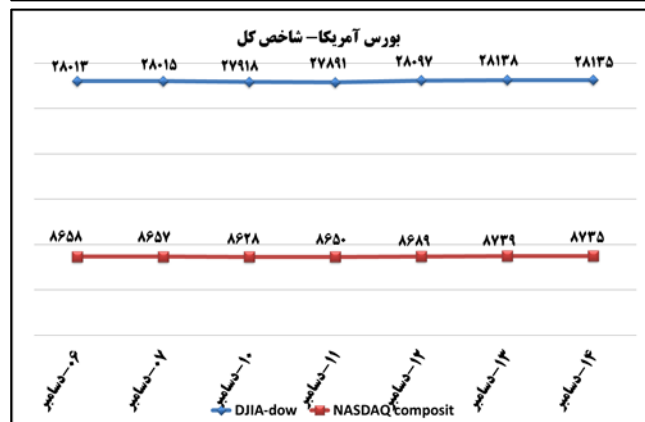 بورس آمریکا- شاخص کل
۲۸۰۱۳ ۲۸۰۱۵ ۲۷۹۱۸ ۲۷۸۹۱ ۲۸۰۹۷ ۲۸۱۳۸ ۲۸۱۳۵
۸۶۵۸ ۸۶۵۷ ۸۶۲۸ ۸۶۵۰ ۸۶۸۹ ۸۷۳۹ ۸۷۳۵
۰۶-دسامبر ۰۷-دسامبر ۱۰-دسامبر ۱۱-دسامبر ۱۲-دسامبر ۱۳-دسامبر ۱۴-دسامبر
DJIA-dow NASDAQ composit